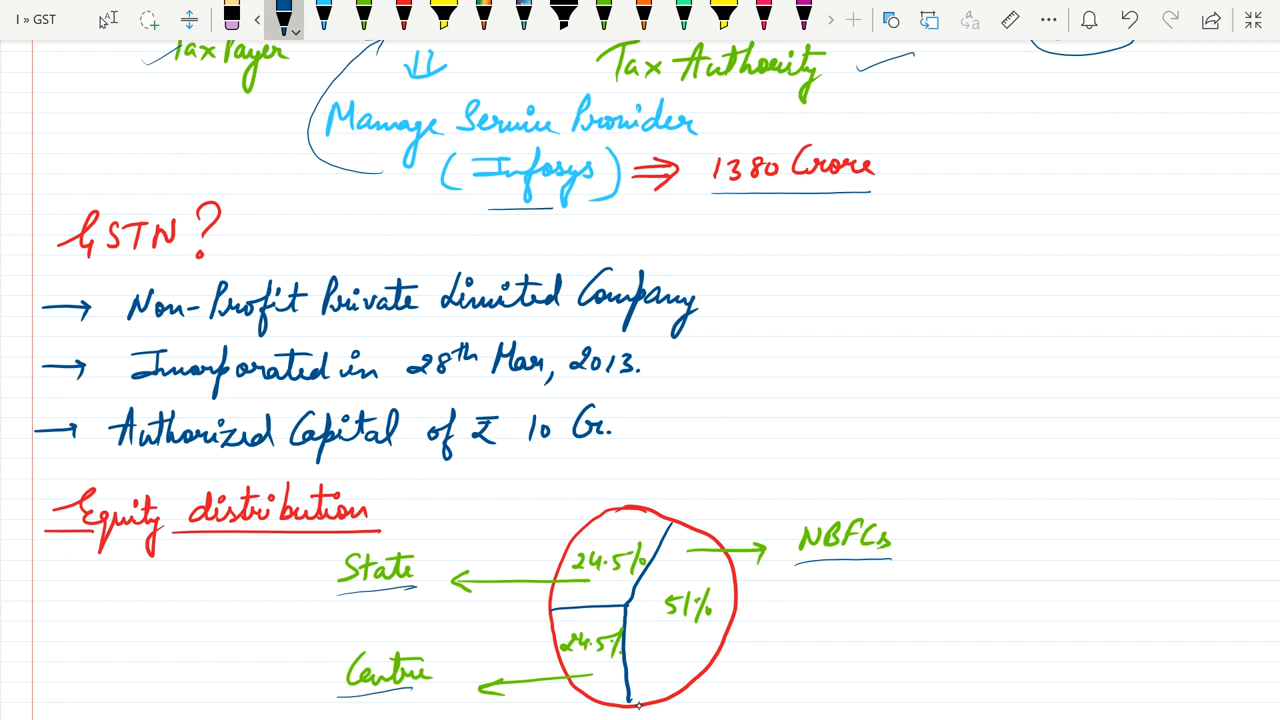 I » GST
Tax Payer
Tax Authority
Manage Service Provider
(Infosys) ⇒ 1380 Crore
GSTN?
→ Non-Profit Private Limited Company
→ Incorporated in 28th Mar, 2013.
→ Authorized Capital of ₹ 10 Cr.
Equity distribution
NBFCs
24.5%
State
51%
24.5%
Centre